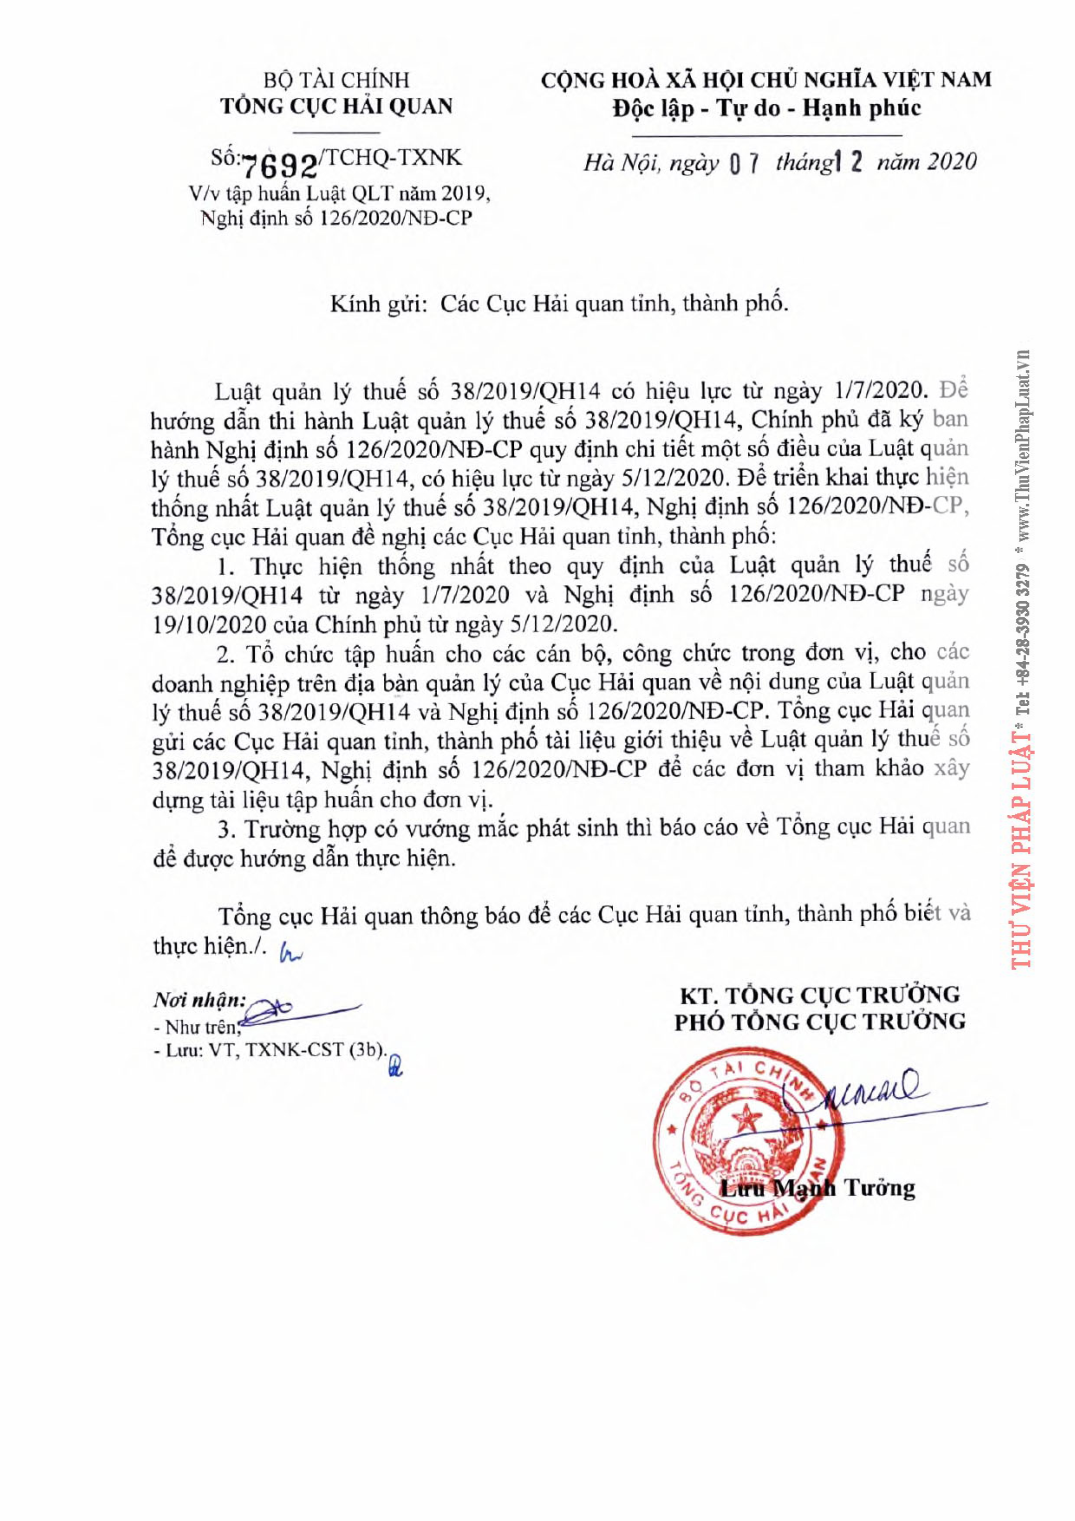 BỘ TÀI CHÍNH
TỔNG CỤC HẢI QUAN
Số: 7692/TCHQ-TXNK
V/v tập huấn Luật QLT năm 2019,
Nghị định số 126/2020/NĐ-CP
CỘNG HOÀ XÃ HỘI CHỦ NGHĨA VIỆT NAM
Độc lập - Tự do - Hạnh phúc
Hà Nội, ngày 07 tháng 12 năm 2020
Kính gửi: Các Cục Hải quan tỉnh, thành phố.
Luật quản lý thuế số 38/2019/QH14 có hiệu lực từ ngày 1/7/2020. Để
hướng dẫn thi hành Luật quản lý thuế số 38/2019/QH14, Chính phủ đã ký ban
hành Nghị định số 126/2020/NĐ-CP quy định chi tiết một số điều của Luật quản
lý thuế số 38/2019/QH14, có hiệu lực từ ngày 5/12/2020. Để triển khai thực hiện
thống nhất Luật quản lý thuế số 38/2019/QH14, Nghị định số 126/2020/NĐ-CP,
Tổng cục Hải quan đề nghị các Cục Hải quan tỉnh, thành phố:
1. Thực hiện thống nhất theo quy định của Luật quản lý thuế số
38/2019/QH14 từ ngày 1/7/2020 và Nghị định số 126/2020/NĐ-CP ngày
19/10/2020 của Chính phủ từ ngày 5/12/2020.
2. Tổ chức tập huấn cho các cán bộ, công chức trong đơn vị, cho các
doanh nghiệp trên địa bàn quản lý của Cục Hải quan về nội dung của Luật quản
lý thuế số 38/2019/QH14 và Nghị định số 126/2020/NĐ-CP. Tổng cục Hải quan
gửi các Cục Hải quan tỉnh, thành phố tài liệu giới thiệu về Luật quản lý thuế số
38/2019/QH14, Nghị định số 126/2020/NĐ-CP để các đơn vị tham khảo xây
dựng tài liệu tập huấn cho đơn vị.
3. Trường hợp có vướng mắc phát sinh thì báo cáo về Tổng cục Hải quan
để được hướng dẫn thực hiện.
Tổng cục Hải quan thông báo để các Cục Hải quan tỉnh, thành phố biết và
thực hiện./.
Nơi nhận:
- Như trên;
- Lưu: VT, TXNK-CST (3b).
KT. TỔNG CỤC TRƯỞNG
PHÓ TỔNG CỤC TRƯỞNG
BỘ TÀI CHÍNH
TỔNG CỤC HẢI QUAN
Lưu Mạnh Tưởng
THƯ VIỆN PHÁP LUẬT * Tel: +84-28-3930 3279 * www.ThuVienPhapLuat.vn